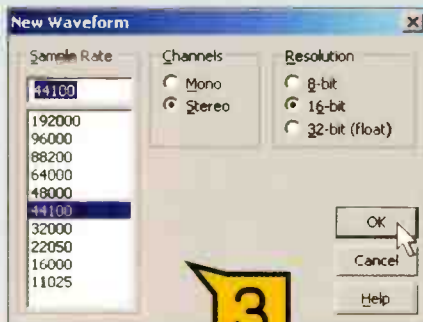 New Waveform
Sample Rate
44100
192000
96000
88200
64000
48000
44100
32000
22050
16000
11025
Channels
Mono
Stereo
Resolution
8-bit
16-bit
32-bit (float)
OK
Cancel
Help
3